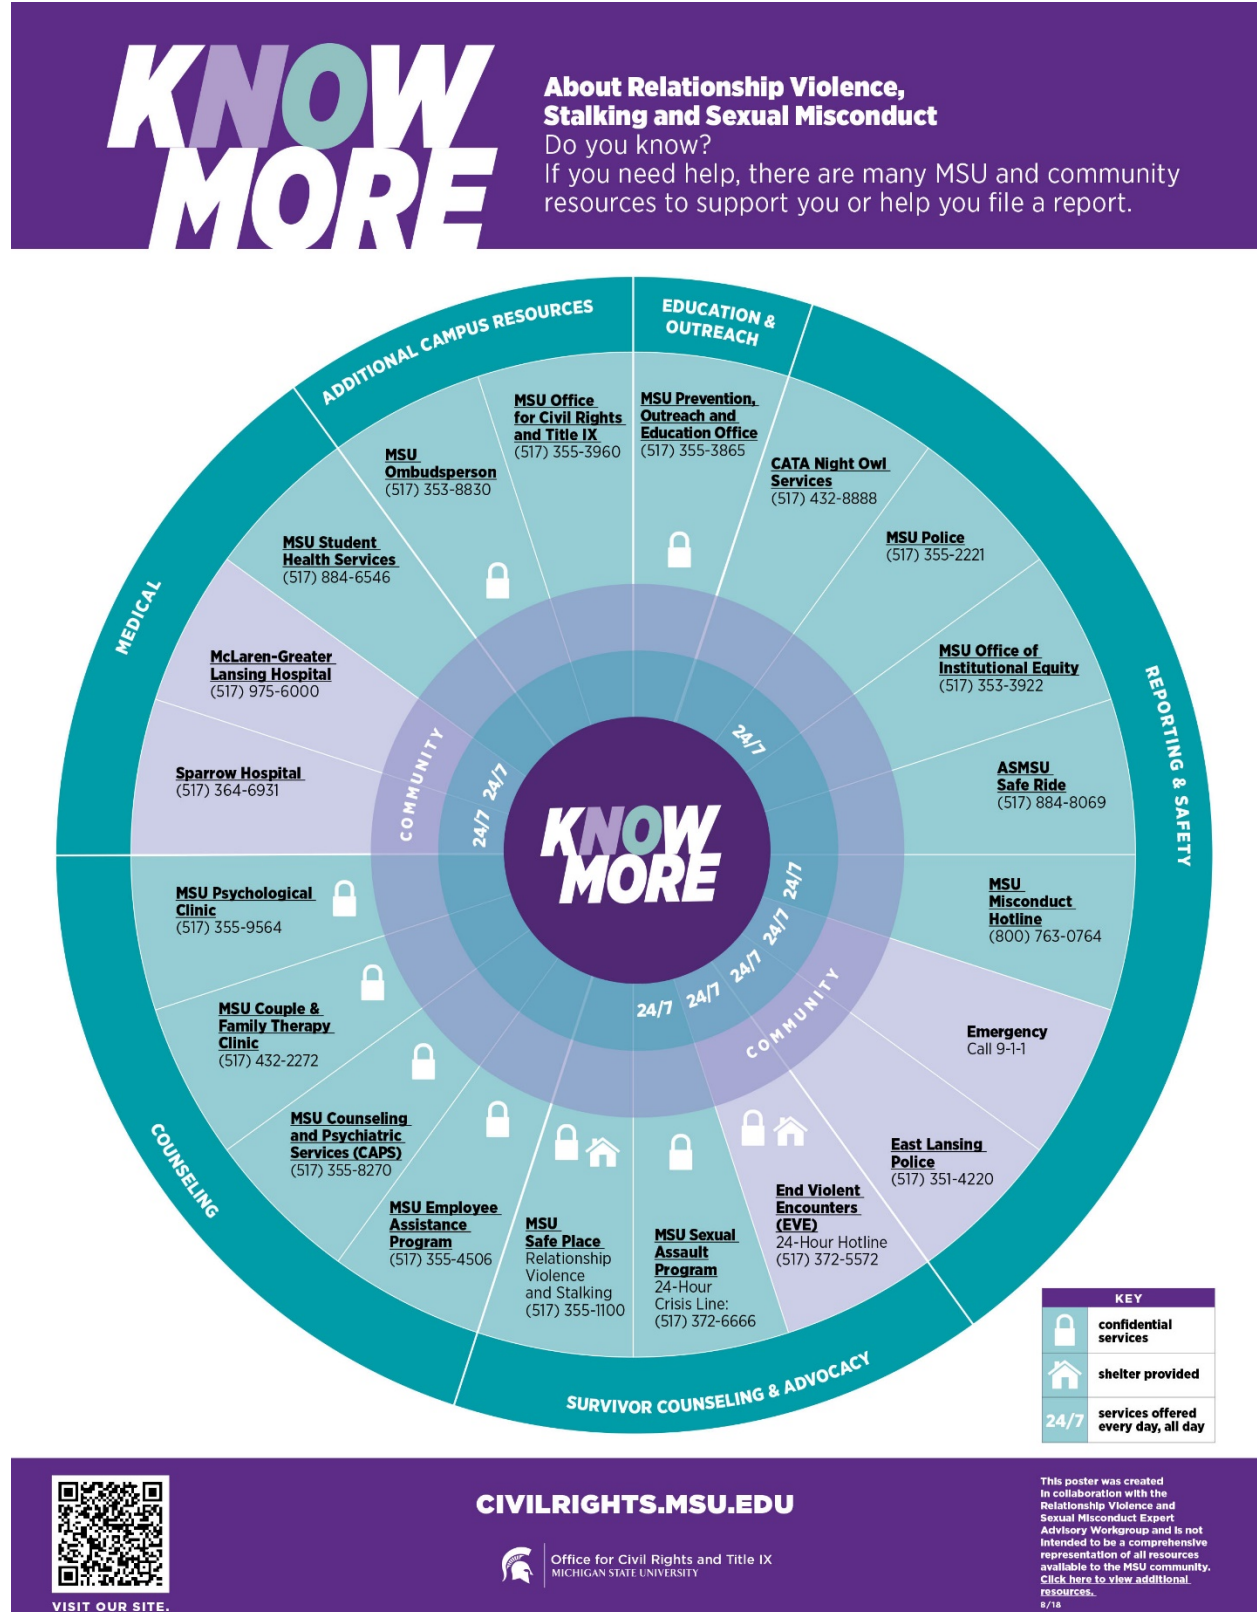 KNOW
MORE
About Relationship Violence,
Stalking and Sexual Misconduct
Do you know?
If you need help, there are many MSU and community
resources to support you or help you file a report.
ADDITIONAL CAMPUS RESOURCES
MSU
Ombudsperson
(517) 353-8830
MSU Office
for Civil Rights
and Title IX
(517) 355-3960
EDUCATION &
OUTREACH
MSU Prevention,
Outreach and
Education Office
(517) 355-3865
REPORTING & SAFETY
CATA Night Owl
Services
(517) 432-8888
MSU Police
(517) 355-2221
24/7
MSU Office of
Institutional Equity
(517) 353-3922
ASMSU
Safe Ride
(517) 884-8069
MSU
Misconduct
Hotline
(800) 763-0764
24/7
Emergency
Call 9-1-1
24/7
East Lansing
Police
(517) 351-4220
24/7
COMMUNITY
SURVIVOR COUNSELING & ADVOCACY
End Violent
Encounters
(EVE)
24-Hour Hotline
(517) 372-5572
24/7
MSU Sexual
Assault
Program
24-Hour
Crisis Line:
(517) 372-6666
24/7
MSU
Safe Place
Relationship
Violence
and Stalking
(517) 355-1100
COUNSELING
MSU Employee
Assistance
Program
(517) 355-4506
MSU Counseling
and Psychiatric
Services (CAPS)
(517) 355-8270
MSU Couple &
Family Therapy
Clinic
(517) 432-2272
MSU Psychological
Clinic
(517) 355-9564
MEDICAL
Sparrow Hospital
(517) 364-6931
24/7
McLaren-Greater
Lansing Hospital
(517) 975-6000
24/7
COMMUNITY
MSU Student
Health Services
(517) 884-6546
KNOW
MORE
KEY
confidential
services
shelter provided
24/7
services offered
every day, all day
VISIT OUR SITE.
CIVILRIGHTS.MSU.EDU
Office for Civil Rights and Title IX
MICHIGAN STATE UNIVERSITY
This poster was created
in collaboration with the
Relationship Violence and
Sexual Misconduct Expert
Advisory Workgroup and is not
intended to be a comprehensive
representation of all resources
available to the MSU community.
Click here to view additional
resources.
8/18